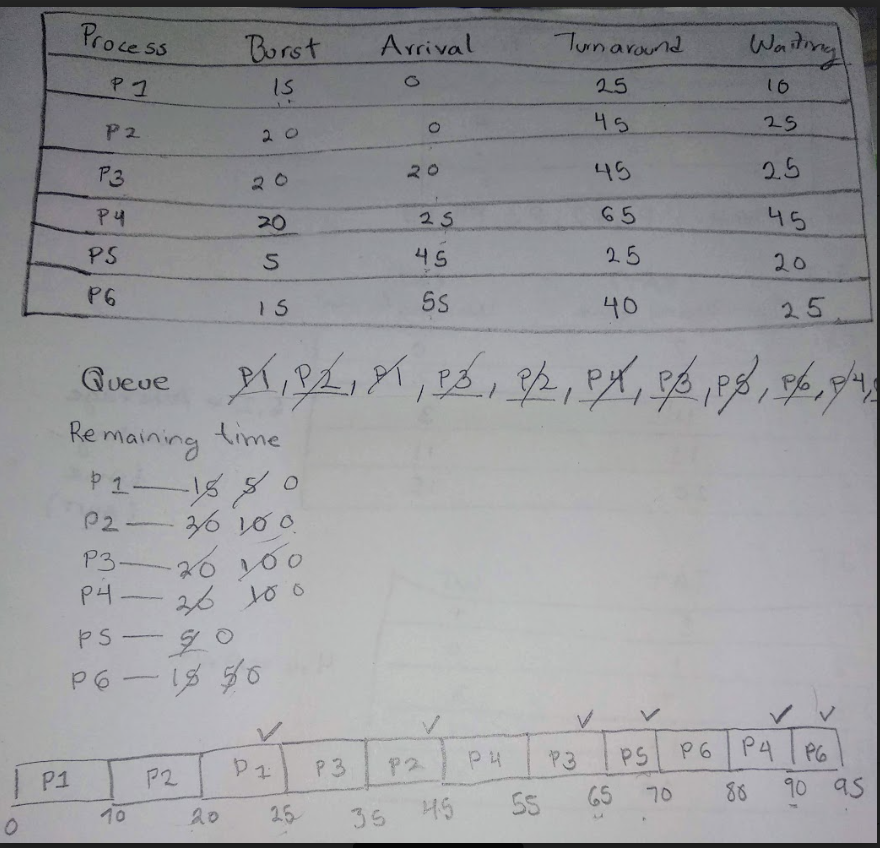 Process Burst Arrival Turnaround Waiting
P1 15 0 25 10
P2 20 0 45 25
P3 20 20 45 25
P4 20 25 65 45
P5 5 45 25 20
P6 15 55 40 25
Queue P1, P2, P1, P3, P2, P4, P3, P5, P6, P4,
Remaining time
P1 — 15 5 0
P2 — 20 10 0
P3 — 20 10 0
P4 — 20 10 0
P5 — 5 0
P6 — 15 5 0
P1 P2 P1 P3 P2 P4 P3 P5 P6 P4 P6
0 10 20 25 35 45 55 65 70 80 90 95